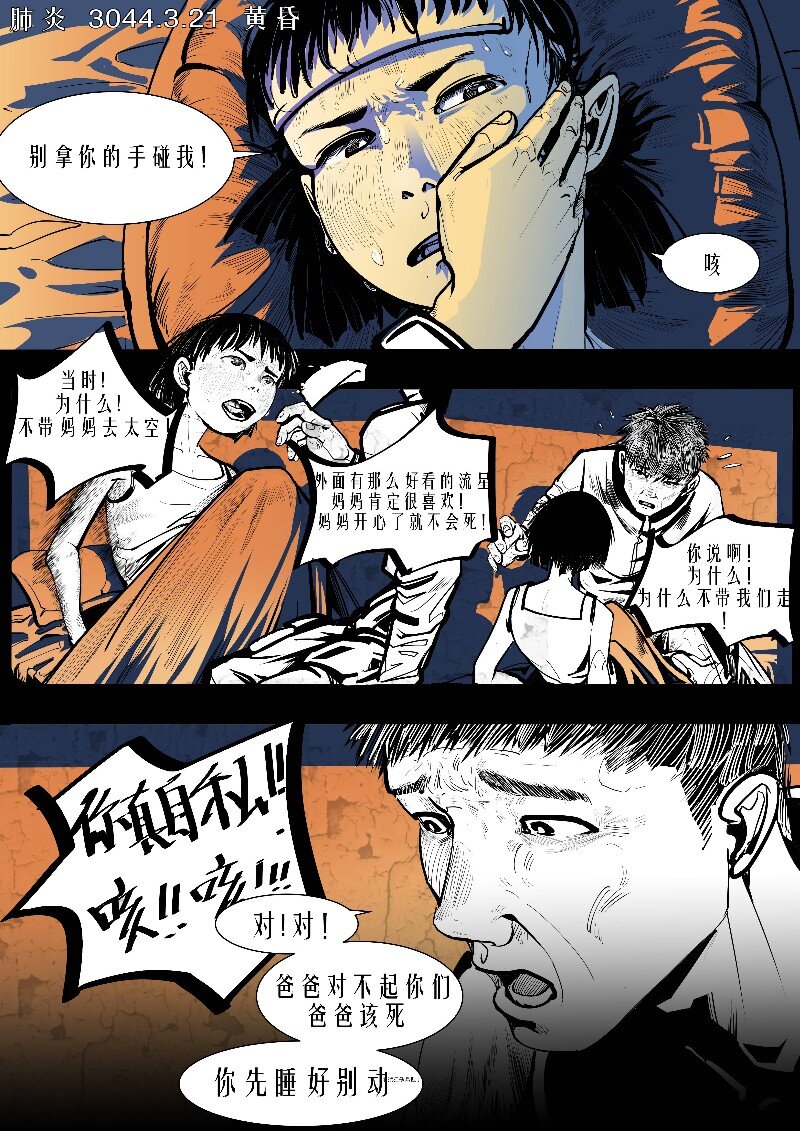 肺炎 3044.3.21 黄昏
别拿你的手碰我！
咳
当时！
为什么！
不带妈妈去太空！
外面有那么好看的流星
妈妈肯定很喜欢！
妈妈开心了就不会死！
你说啊！
为什么！
为什么不带我们走
！
你真自私！！
咳！！咳！！！
对！对！
爸爸对不起你们
爸爸该死
你先睡好别动